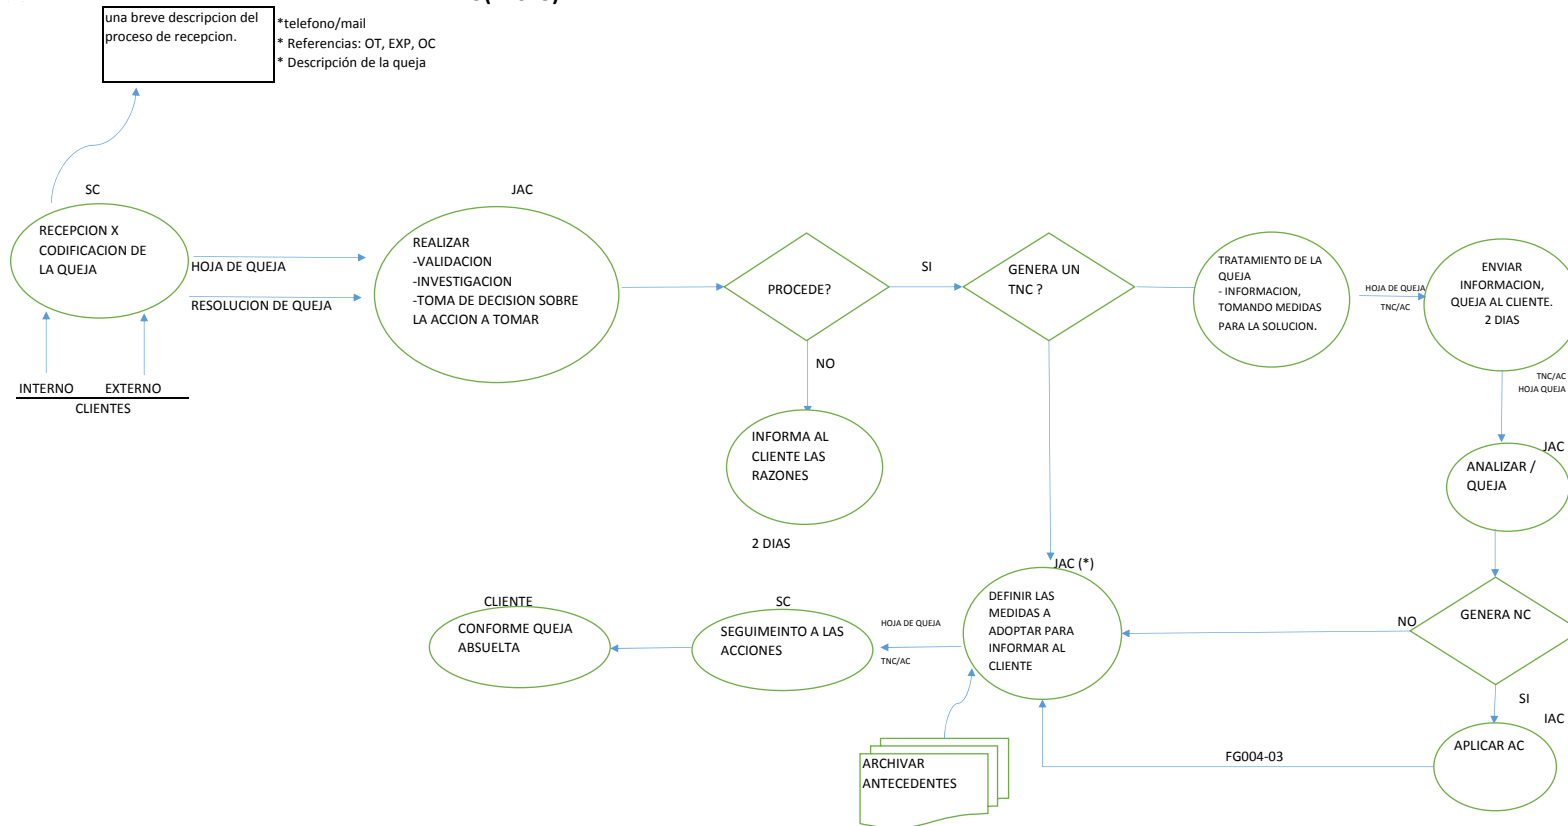 una breve descripcion del
proceso de recepcion.
*telefono/mail
* Referencias: OT, EXP, OC
* Descripción de la queja
SC
RECEPCION X
CODIFICACION DE
LA QUEJA
HOJA DE QUEJA
RESOLUCION DE QUEJA
INTERNO
EXTERNO
CLIENTES
JAC
REALIZAR
-VALIDACION
-INVESTIGACION
-TOMA DE DECISION SOBRE
LA ACCION A TOMAR
PROCEDE?
SI
NO
INFORMA AL
CLIENTE LAS
RAZONES
2 DIAS
GENERA UN
TNC ?
TRATAMIENTO DE LA
QUEJA
- INFORMACION,
TOMANDO MEDIDAS
PARA LA SOLUCION.
HOJA DE QUEJA
TNC/AC
ENVIAR
INFORMACION,
QUEJA AL CLIENTE.
2 DIAS
TNC/AC
HOJA QUEJA
JAC
ANALIZAR /
QUEJA
GENERA NC
NO
SI
IAC
APLICAR AC
FG004-03
JAC (*)
DEFINIR LAS
MEDIDAS A
ADOPTAR PARA
INFORMAR AL
CLIENTE
HOJA DE QUEJA
TNC/AC
SC
SEGUIMEINTO A LAS
ACCIONES
CLIENTE
CONFORME QUEJA
ABSUELTA
ARCHIVAR
ANTECEDENTES